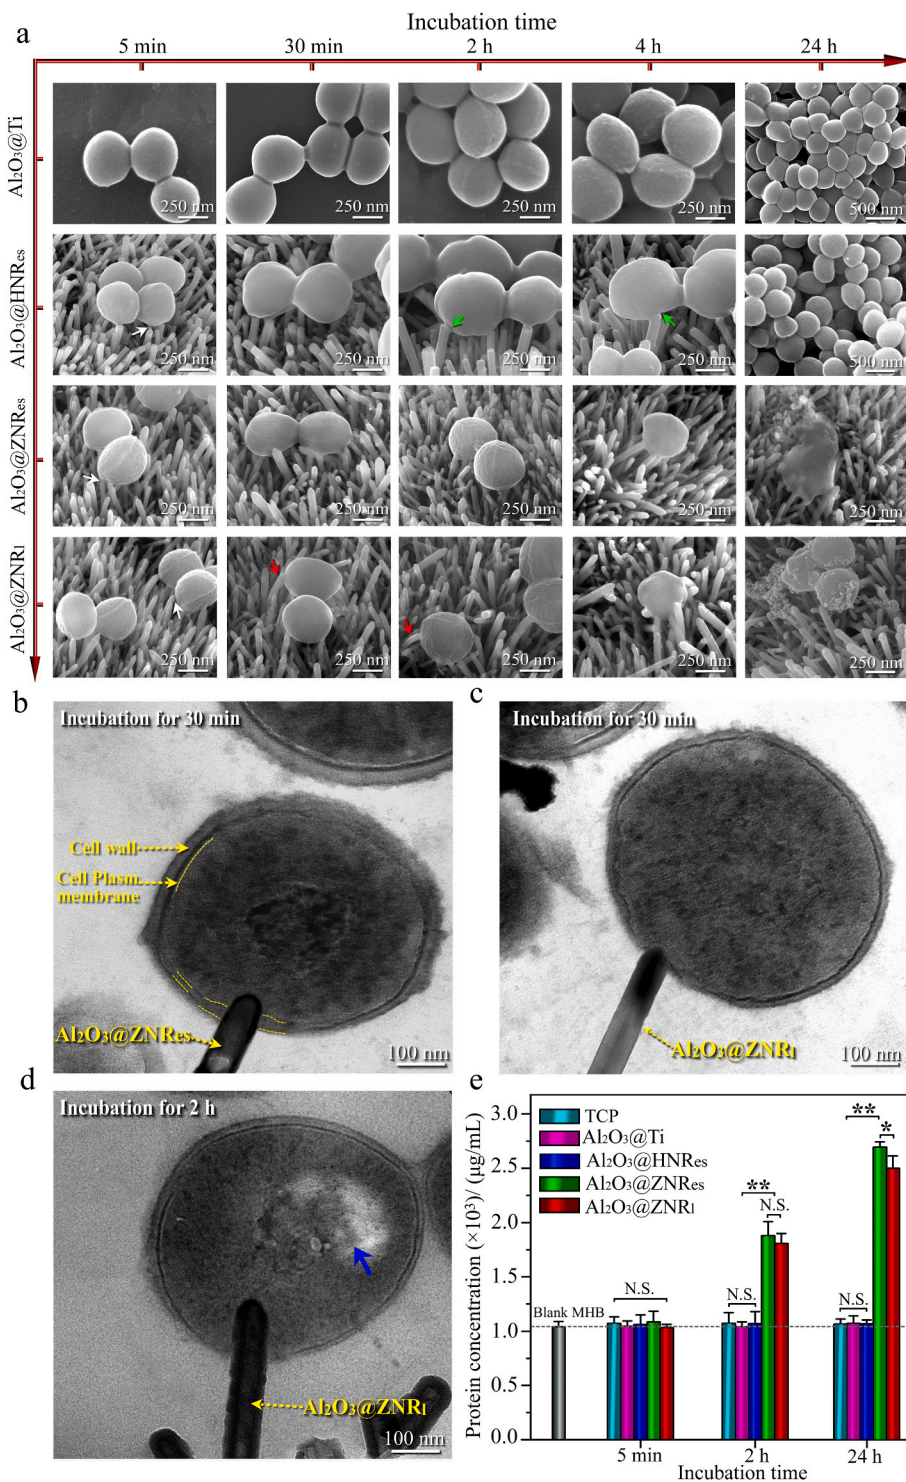 a
Incubation time
5 min 30 min 2 h 4 h 24 h
Al₂O₃@Ti
250 nm 250 nm 250 nm 250 nm 500 nm
Al₂O₃@HNRes
250 nm 250 nm 250 nm 250 nm 500 nm
Al₂O₃@ZNRes
250 nm 250 nm 250 nm 250 nm 250 nm
Al₂O₃@ZNRl
250 nm 250 nm 250 nm 250 nm 250 nm
b
Incubation for 30 min
Cell wall
Cell Plasm
membrane
Al₂O₃@ZNRes
100 nm
c
Incubation for 30 min
Al₂O₃@ZNRl
100 nm
d
Incubation for 2 h
Al₂O₃@ZNRl
100 nm
e
Protein concentration (×10³)/ (μg/mL)
3.0
2.5
2.0
1.5
1.0
0.5
0.0
TCP
Al₂O₃@Ti
Al₂O₃@HNRes
Al₂O₃@ZNRes
Al₂O₃@ZNRl
**
*
**
N.S.
N.S.
N.S.
N.S.
Blank MHB
5 min 2 h 24 h
Incubation time